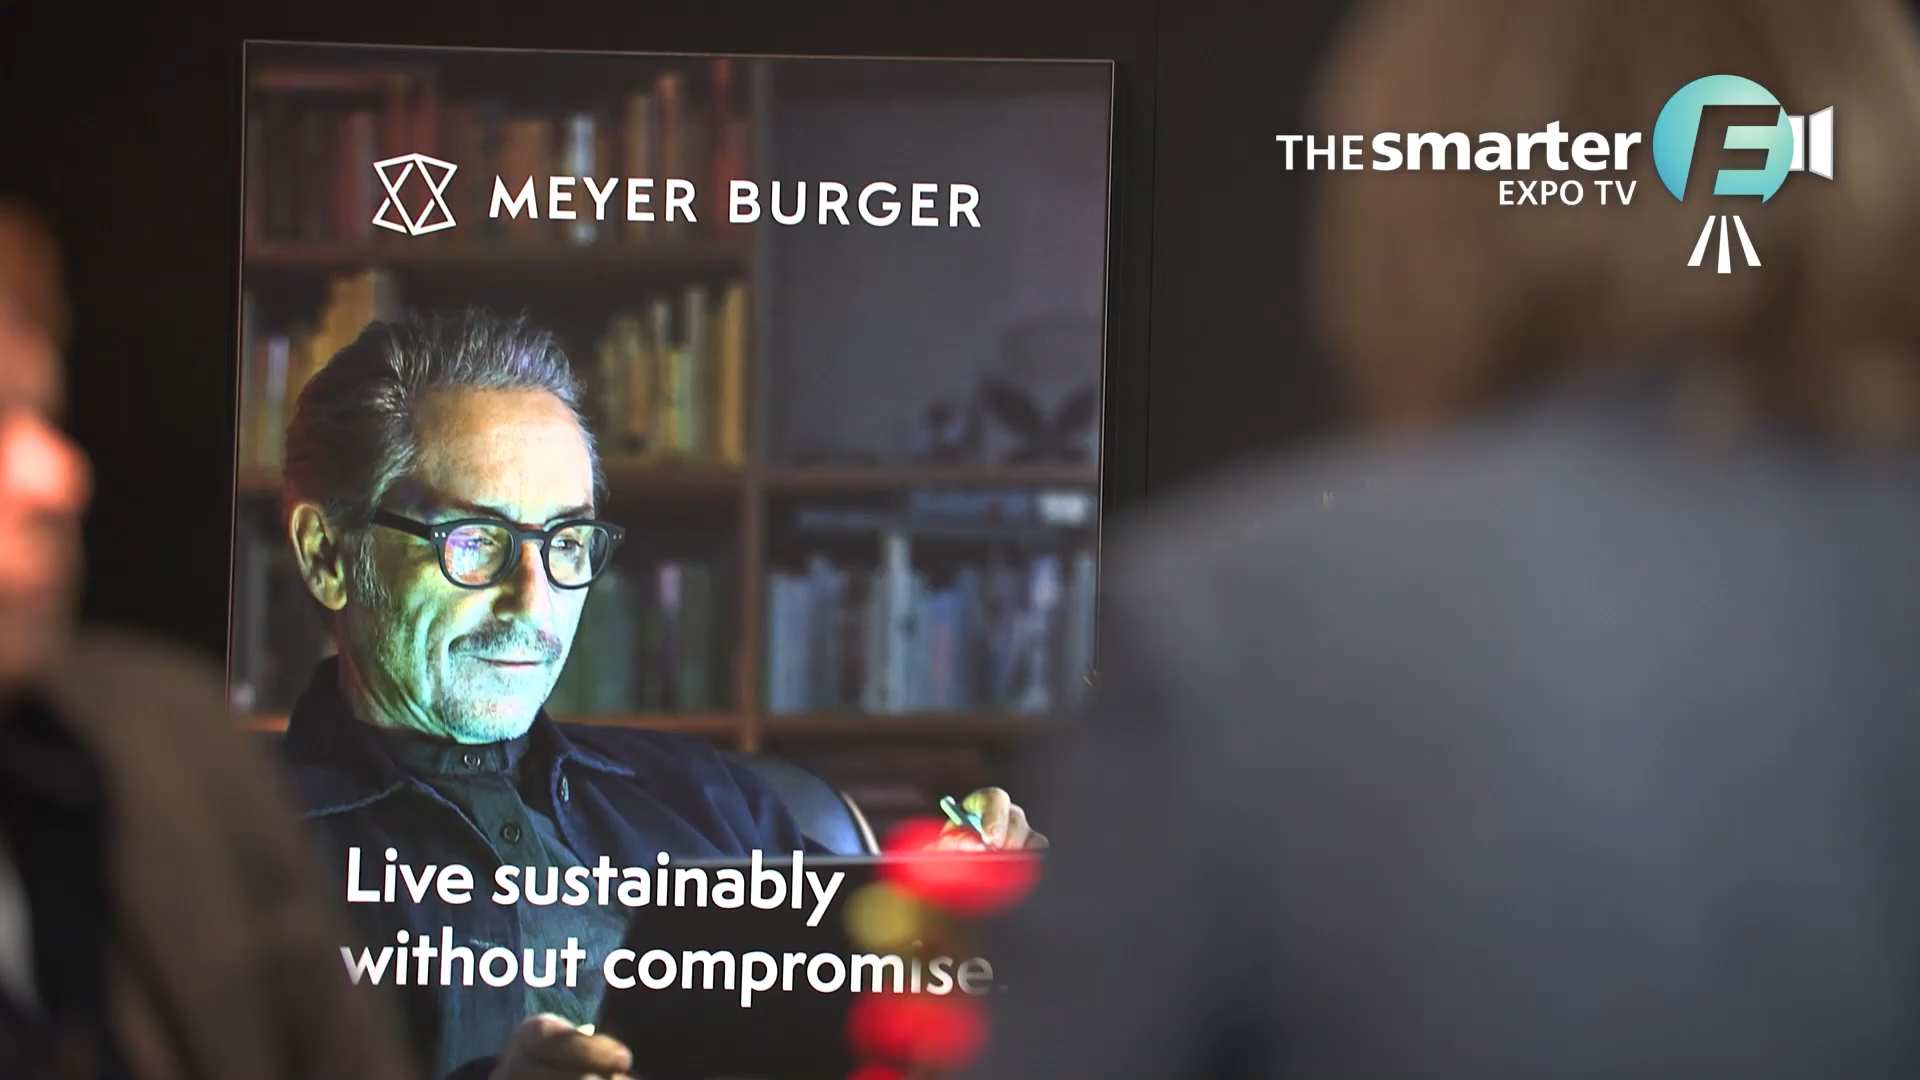 MEYER BURGER
THE smarter E
EXPO TV
Live sustainably
without compromise.